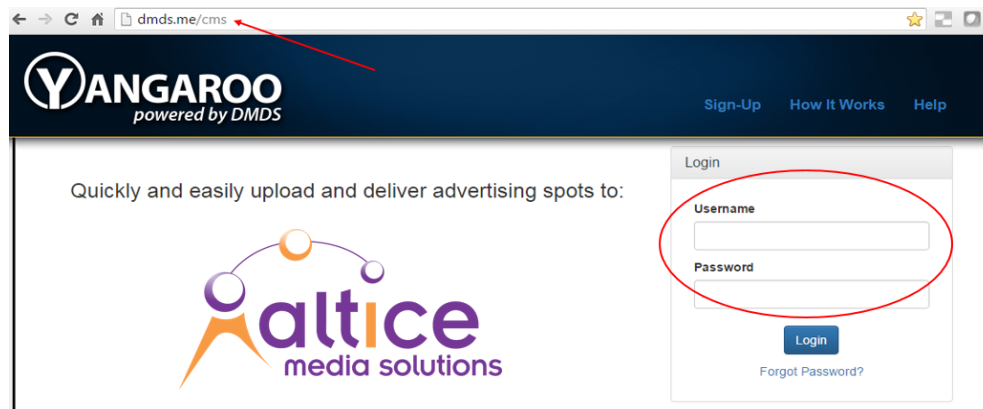 dmds.me/cms
YANGAROO
powered by DMDS
Sign-Up How It Works Help
Login
Quickly and easily upload and deliver advertising spots to:
Username
Password
altice
media solutions
Login
Forgot Password?